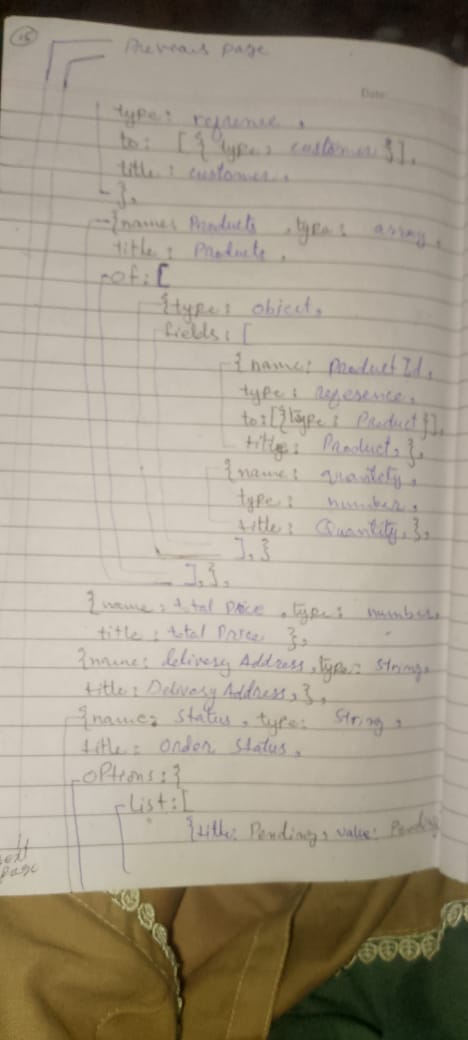 15
Previous page
Date:
type: refrence,
to: [{type: customer}],
title: customer,
},
{name: Products, type: array,
title: Products,
of: [
{type: object,
fields: [
{name: Product Id,
type: reference,
to:[{type: Product}],
title: Product, },
{name: quantity,
type: number,
title: Quantity, },
], }
], },
{name: total price, type: number,
title: total Price },
{name: delivery Address, type: String,
title: Delivery Address, },
{name: Status, type: String,
title: Order Status,
options: {
List: [
{title: Pending, value: Pending
next
page